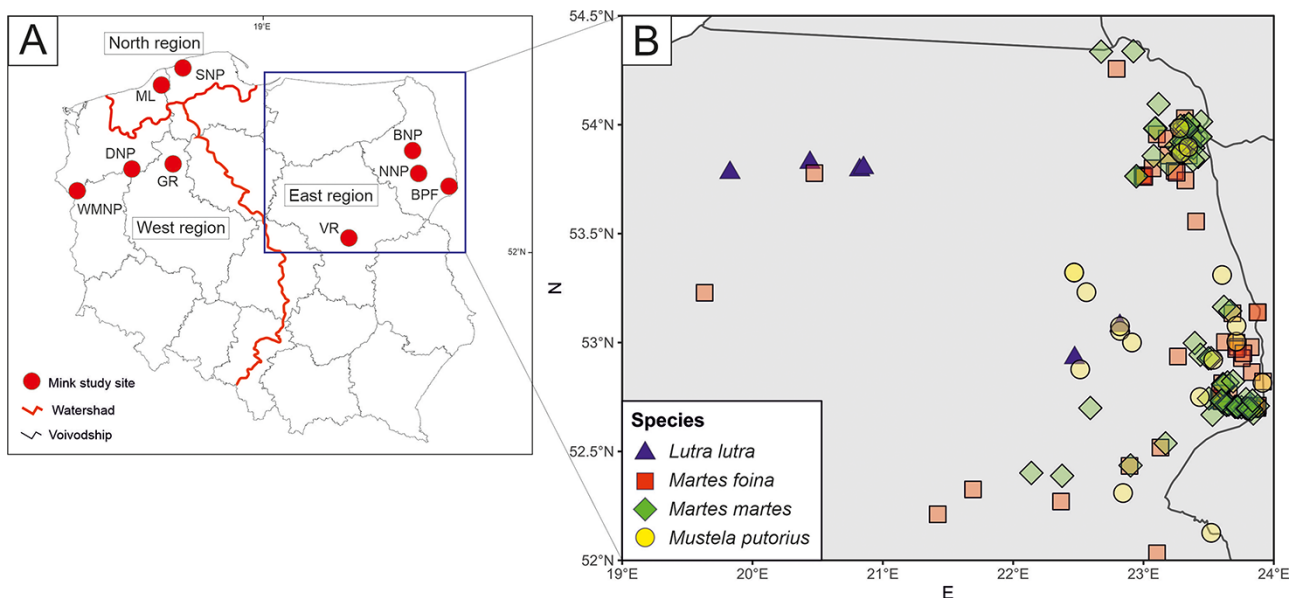 A
19°E
North region
SNP
ML
BNP
DNP
NNP
GR
BPF
East region
WMNP
West region
VR
52°N
Mink study site
Watershad
Voivodship
B
54.5°N
54°N
53.5°N
N
53°N
52.5°N
52°N
Species
Lutra lutra
Martes foina
Martes martes
Mustela putorius
19°E 20°E 21°E 22°E 23°E 24°E
E